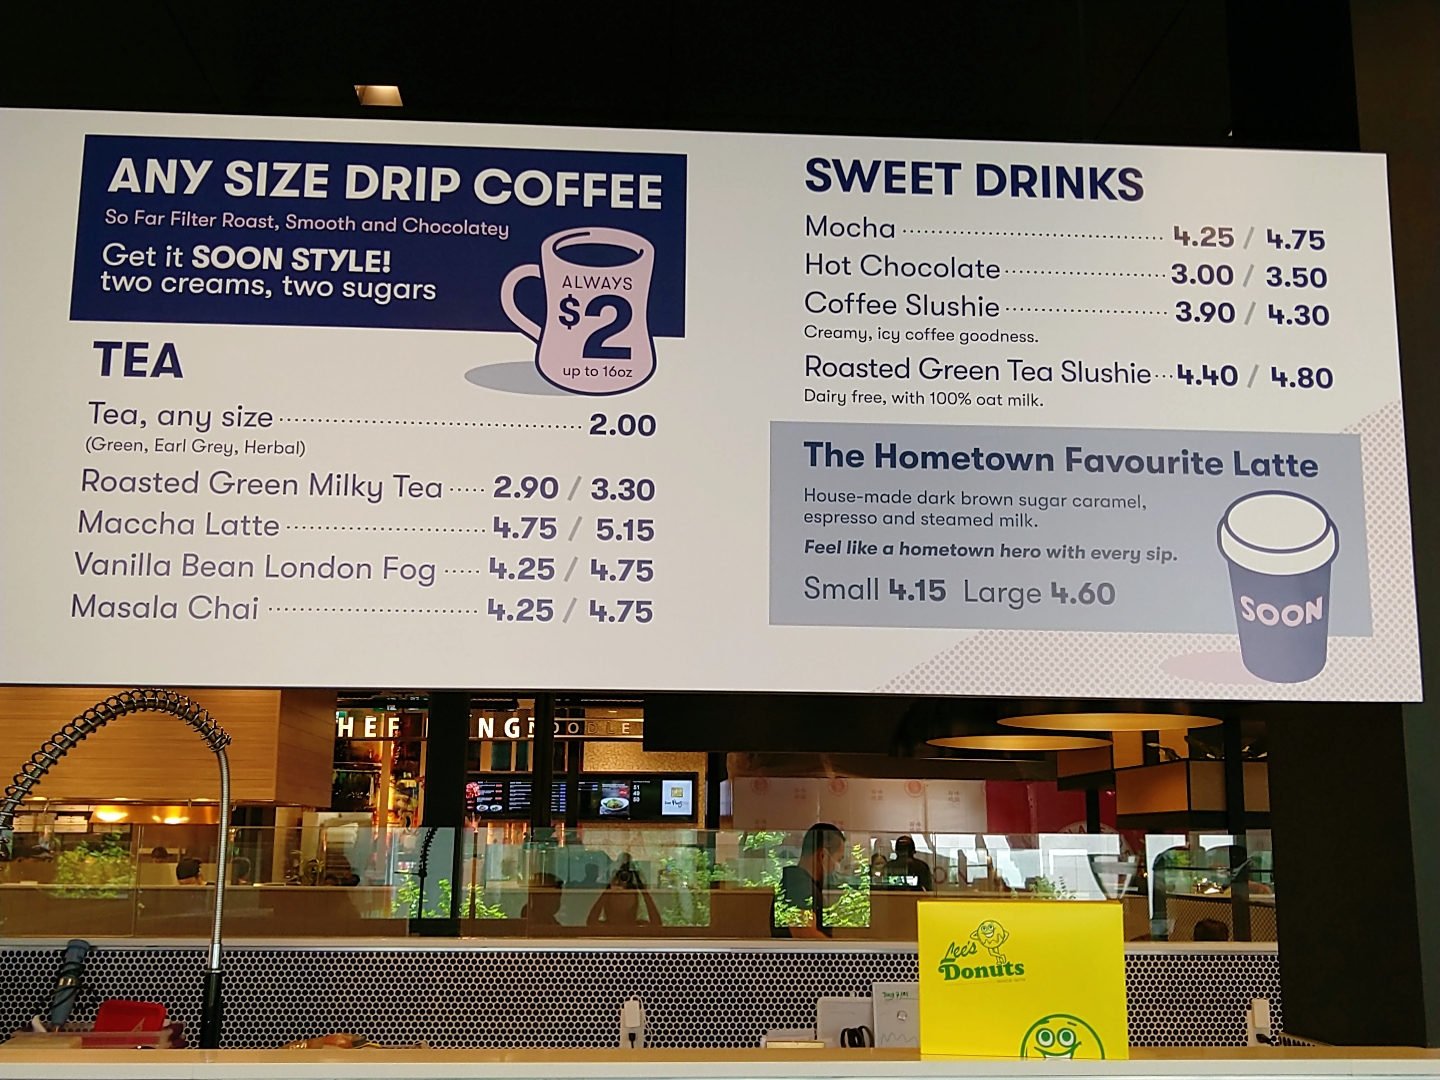 ANY SIZE DRIP COFFEE
So Far Filter Roast, Smooth and Chocolatey
Get it SOON STYLE!
two creams, two sugars
ALWAYS
$2
up to 16oz
TEA
Tea, any size 2.00
(Green, Earl Grey, Herbal)
Roasted Green Milky Tea 2.90 / 3.30
Maccha Latte 4.75 / 5.15
Vanilla Bean London Fog 4.25 / 4.75
Masala Chai 4.25 / 4.75
SWEET DRINKS
Mocha 4.25 / 4.75
Hot Chocolate 3.00 / 3.50
Coffee Slushie 3.90 / 4.30
Creamy, icy coffee goodness.
Roasted Green Tea Slushie 4.40 / 4.80
Dairy free, with 100% oat milk.
The Hometown Favourite Latte
House-made dark brown sugar caramel,
espresso and steamed milk.
Feel like a hometown hero with every sip.
Small 4.15 Large 4.60
SOON
NOODLE
Lee's
Donuts